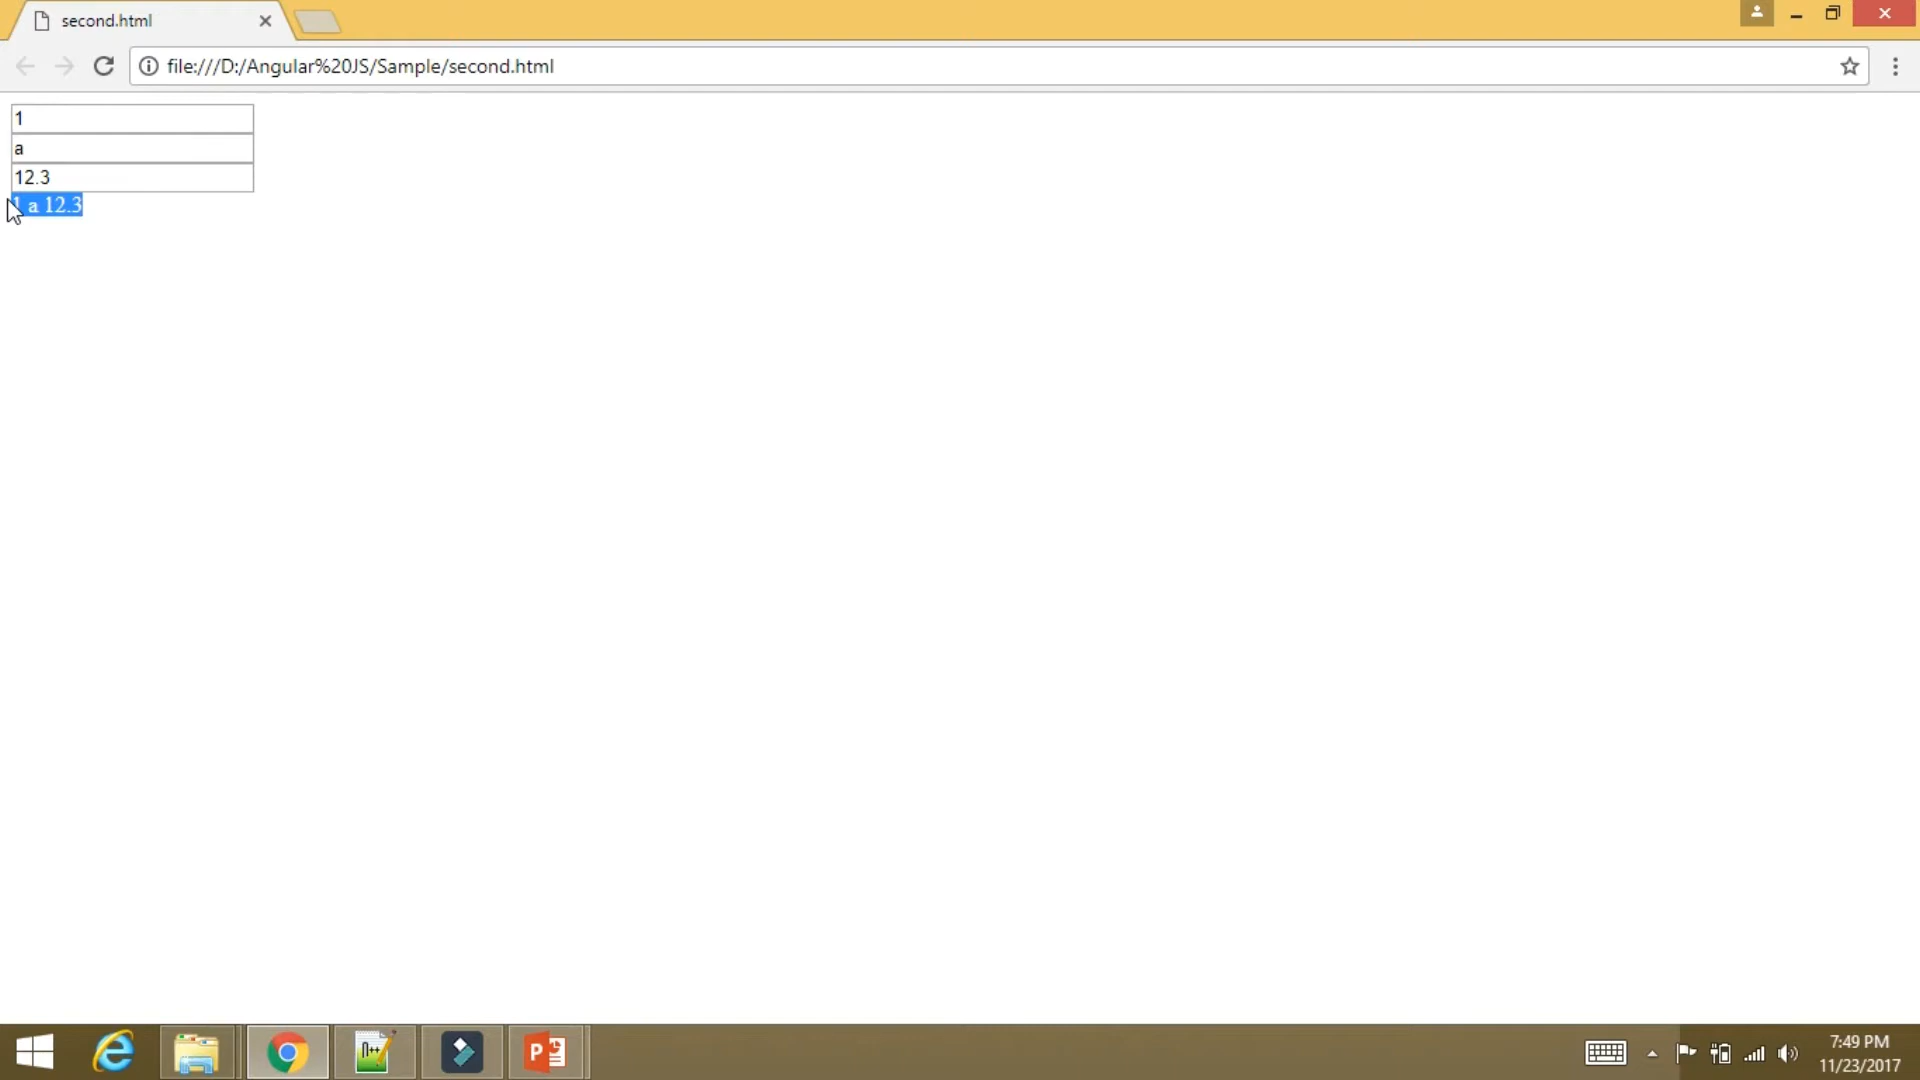 second.html
file:///D:/Angular%20JS/Sample/second.html
1
a
12.3
1 a 12.3
7:49 PM
11/23/2017